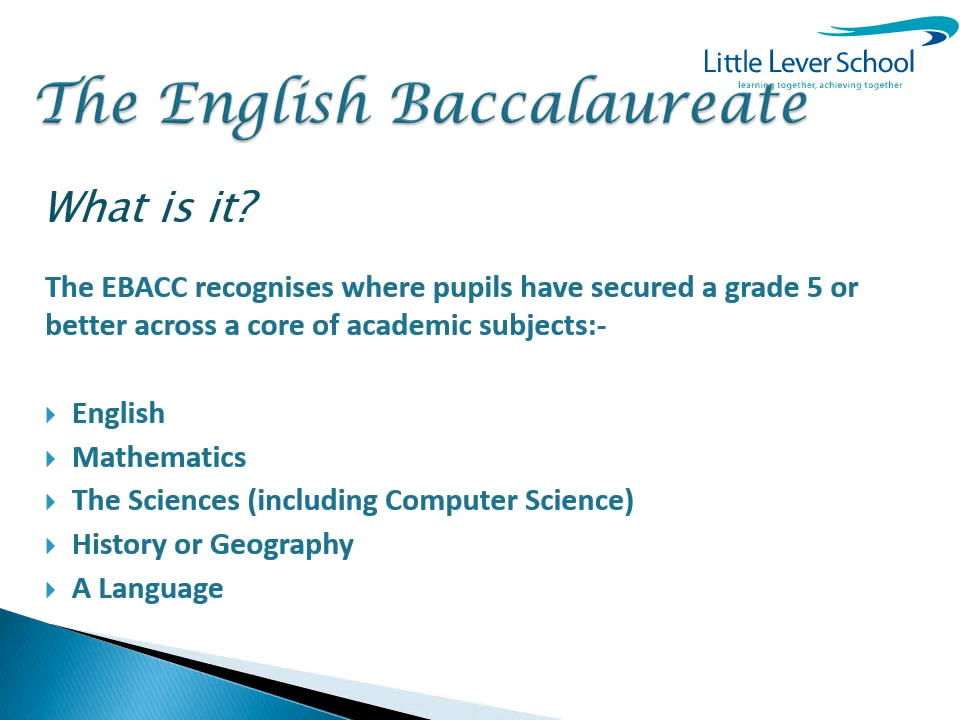 Little Lever School
learning together, achieving together
The English Baccalaureate
What is it?
The EBACC recognises where pupils have secured a grade 5 or
better across a core of academic subjects:-
English
Mathematics
The Sciences (including Computer Science)
History or Geography
A Language